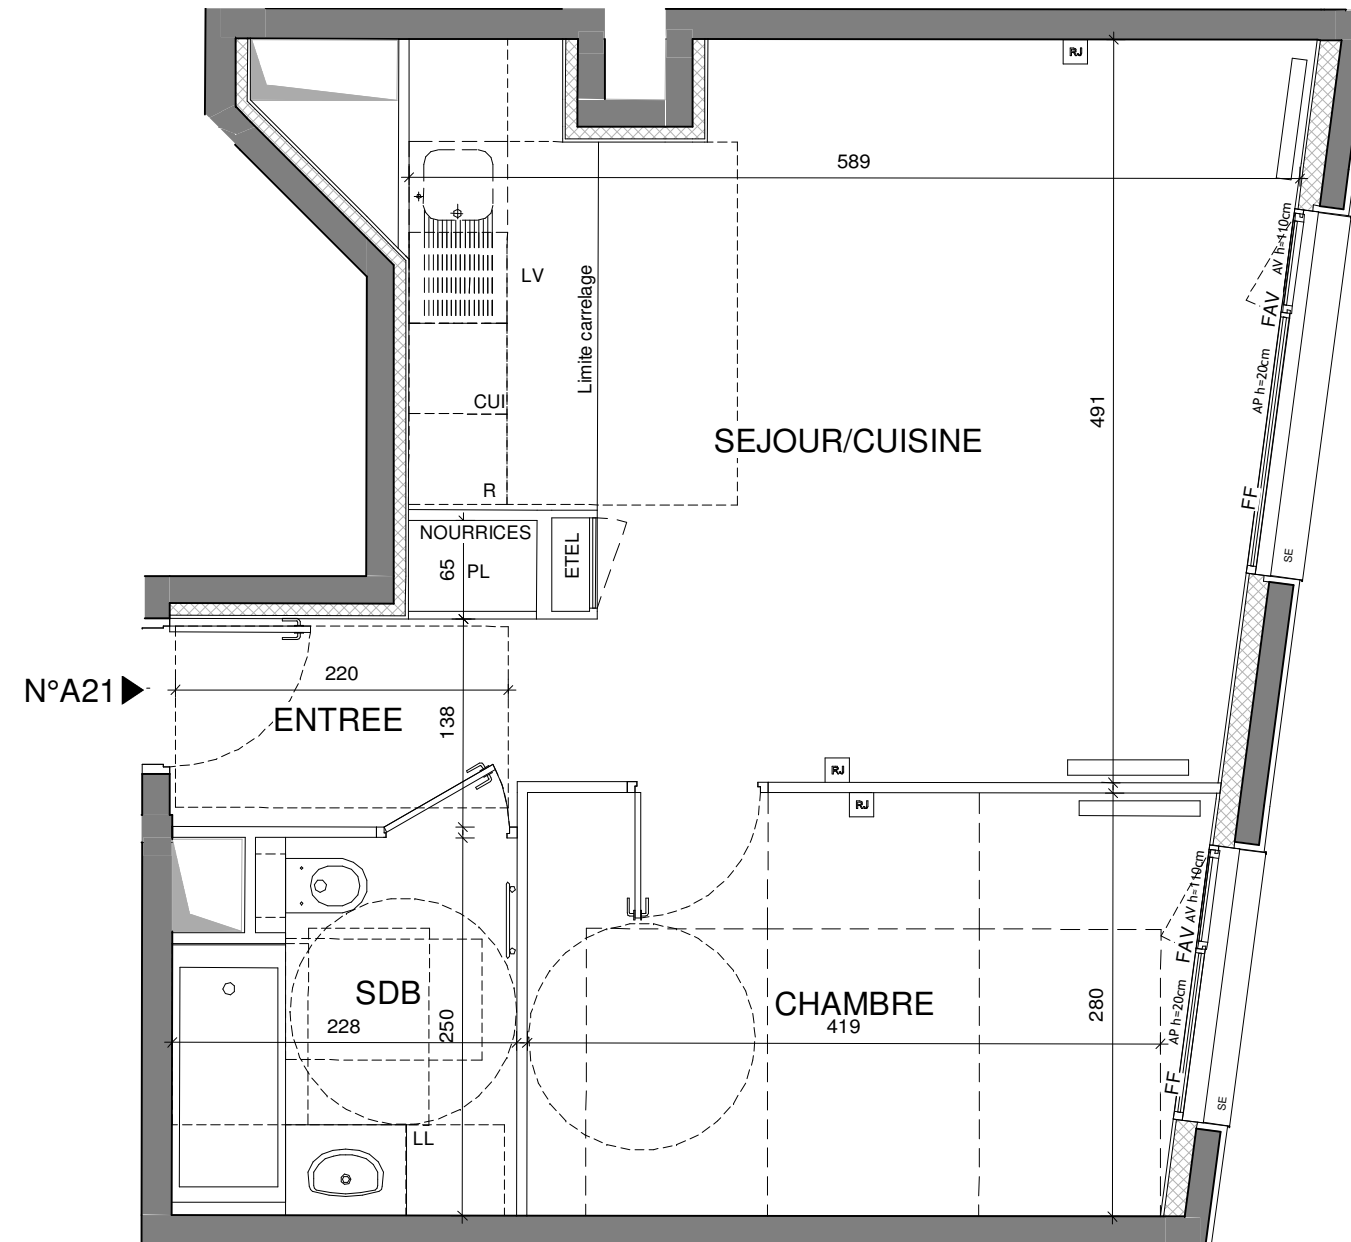 RJ
589
AV h=110cm
LV
Limite carrelage
FAV
AP h=20cm
CUI
491
SEJOUR/CUISINE
R
FF
NOURRICES
ETEL
65
PL
SE
220
N°A21
ENTREE
138
RJ
RJ
AV h=110cm
FAV
SDB
CHAMBRE
228
250
419
280
AP h=20cm
FF
SE
LL